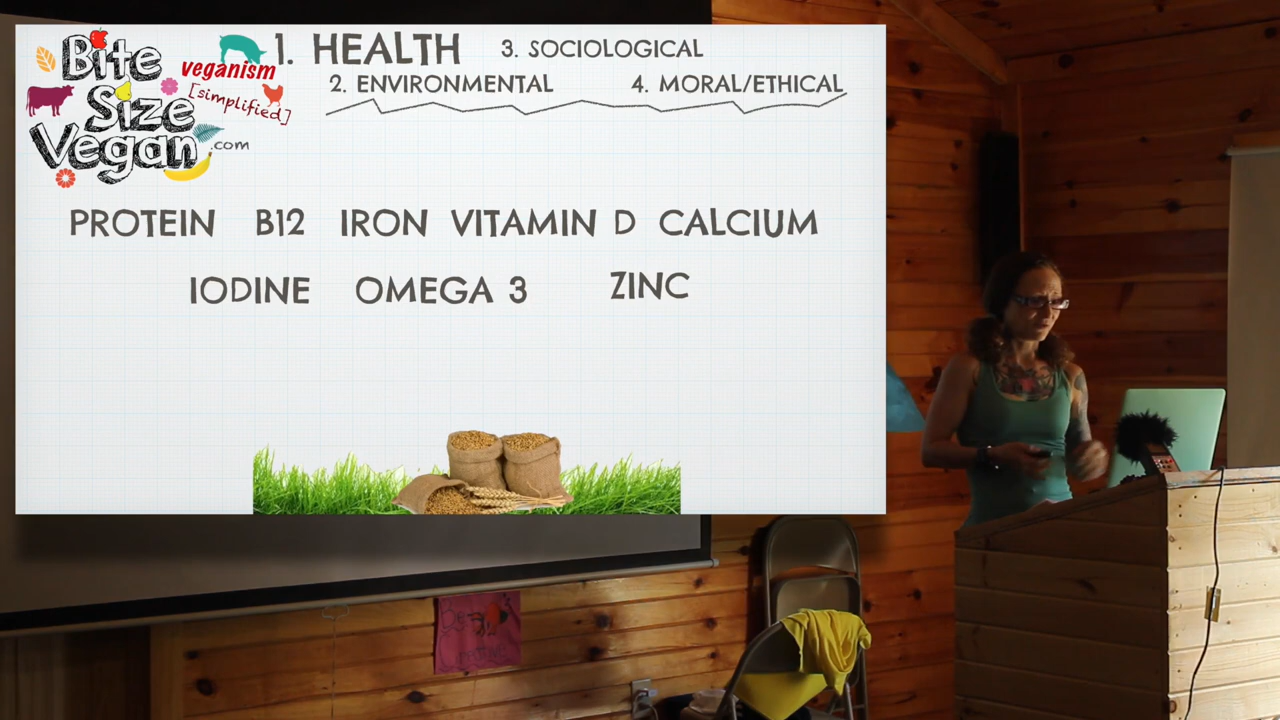 Bite
Size
Vegan
.com
veganism
[simplified]
1. HEALTH
3. SOCIOLOGICAL
2. ENVIRONMENTAL
4. MORAL/ETHICAL
PROTEIN B12 IRON VITAMIN D CALCIUM
IODINE OMEGA 3 ZINC